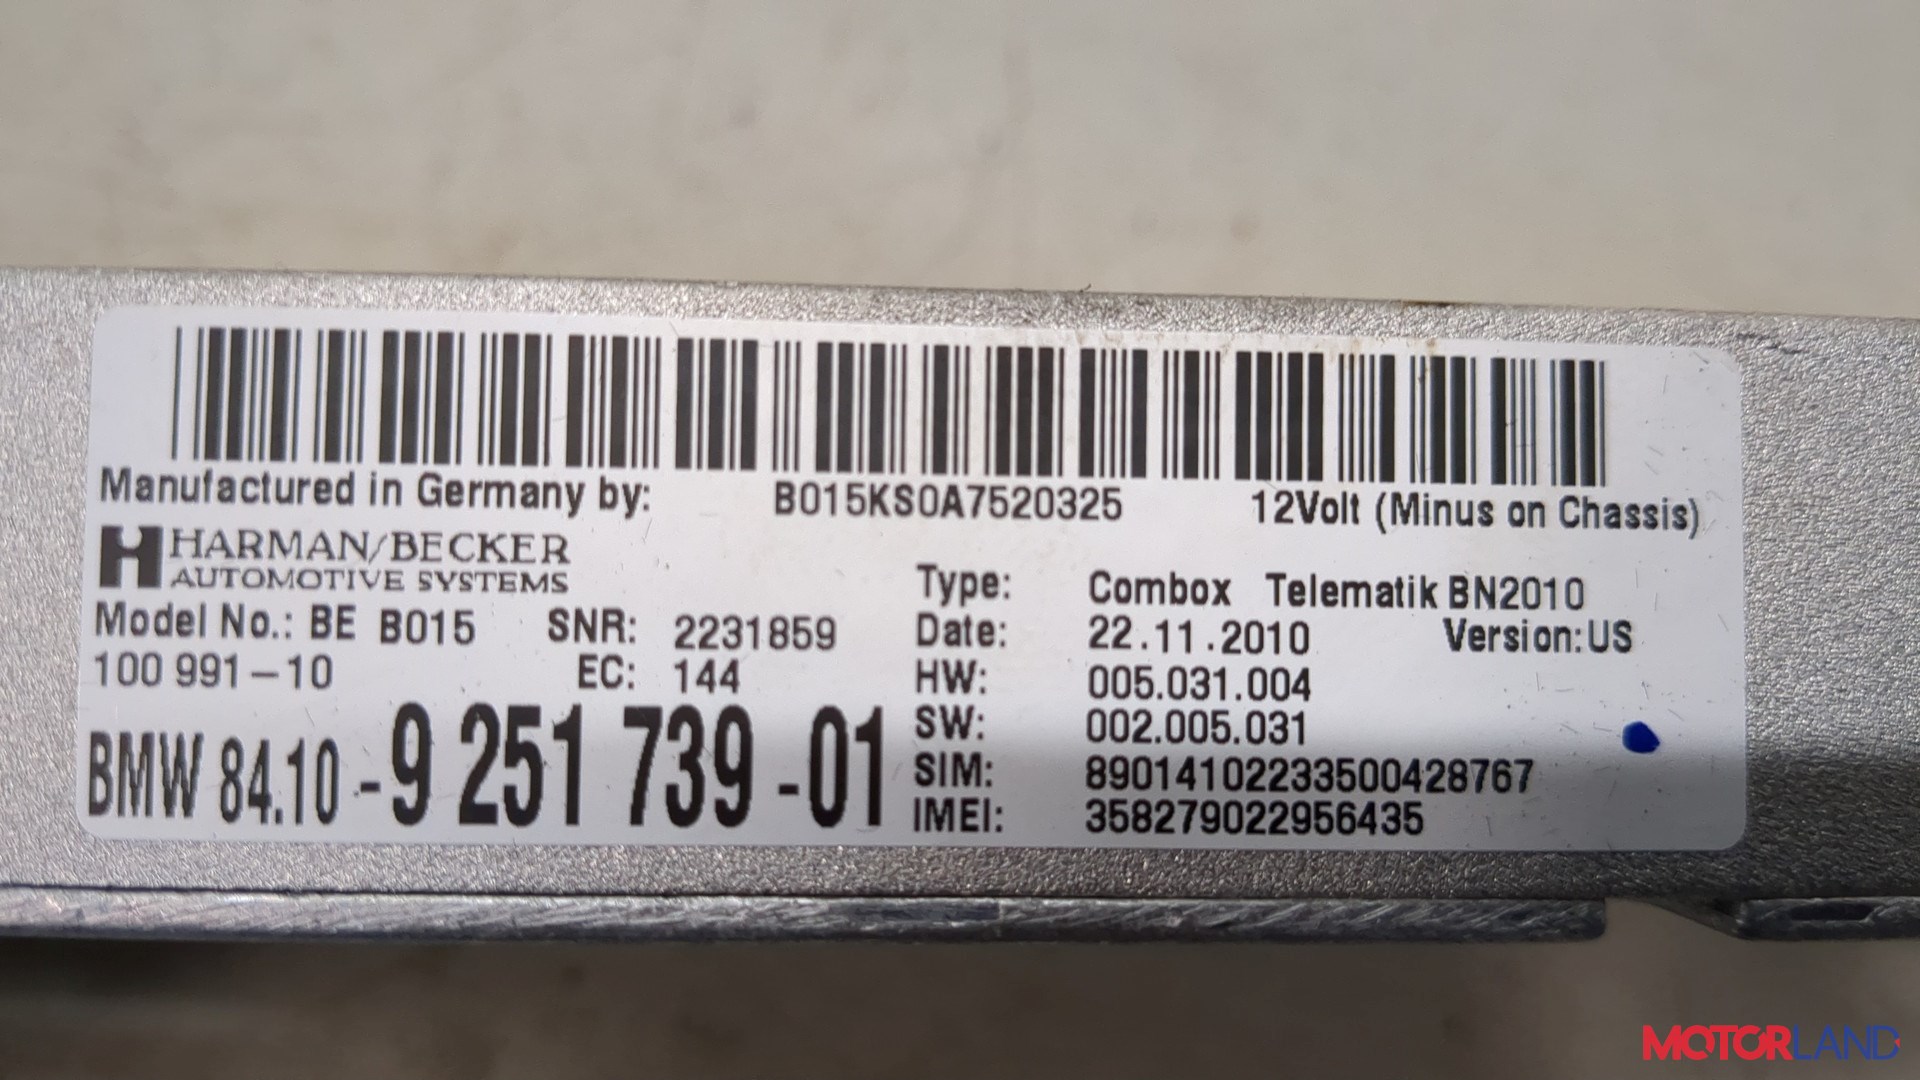 Manufactured in Germany by: B015KS0A7520325 12Volt (Minus on Chassis)
HARMAN/BECKER
AUTOMOTIVE SYSTEMS
Type: Combox Telematik BN2010
Model No.: BE B015 SNR: 2231859
Date: 22.11.2010 Version:US
100 991-10 EC: 144
HW: 005.031.004
SW: 002.005.031
BMW 84.10-9 251 739-01
SIM: 89014102233500428767
IMEI: 358279022956435
MOTORLAND